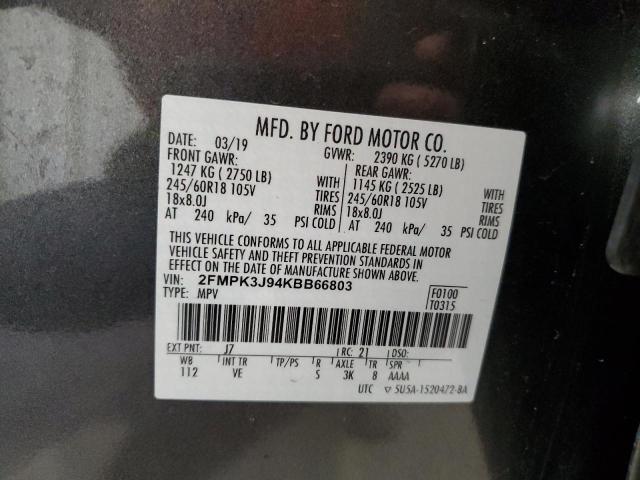 MFD. BY FORD MOTOR CO.
DATE: 03/19 GVWR: 2390 KG ( 5270 LB)
FRONT GAWR: REAR GAWR:
1247 KG ( 2750 LB) WITH 1145 KG ( 2525 LB) WITH
245/60R18 105V TIRES 245/60R18 105V TIRES
18x8.0J RIMS 18x8.0J RIMS
AT 240 kPa/ 35 PSI COLD AT 240 kPa/ 35 PSI COLD
THIS VEHICLE CONFORMS TO ALL APPLICABLE FEDERAL MOTOR
VEHICLE SAFETY AND THEFT PREVENTION STANDARDS IN
EFFECT ON THE DATE OF MANUFACTURE SHOWN ABOVE.
VIN: 2FMPK3J94KBB66803 F0100
TYPE: MPV T0315
EXT PNT: J7 RC: 21 DSO:
WB INT TR TP/PS R AXLE TR SPR
112 VE S 3K 8 AAAA
UTC ▽ 5U5A-1520472-BA